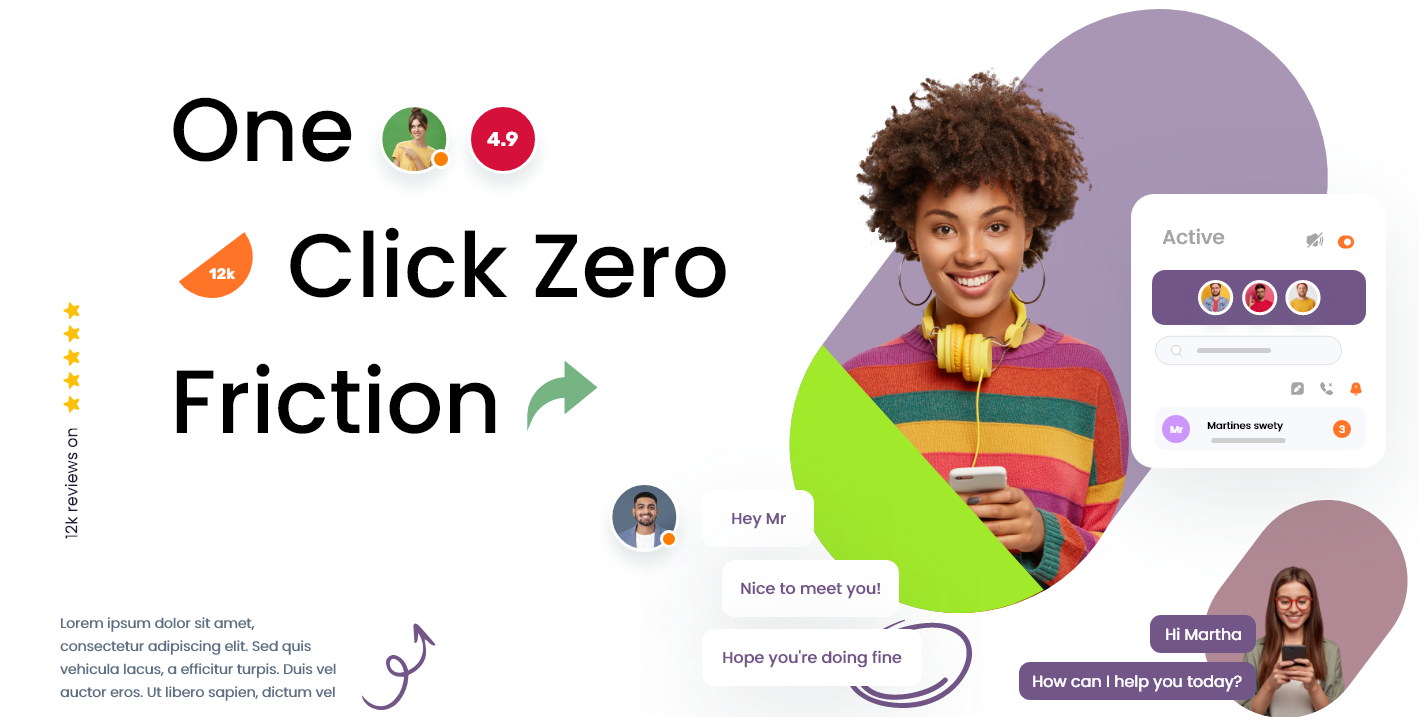 One
4.9
12k
Click Zero
Friction
12k reviews on
Lorem ipsum dolor sit amet,
consectetur adipiscing elit. Sed quis
vehicula lacus, a efficitur turpis. Duis vel
auctor eros. Ut libero sapien, dictum vel
Hey Mr
Nice to meet you!
Hope you're doing fine
Active
Mr
Martines swety
3
Hi Martha
How can I help you today?